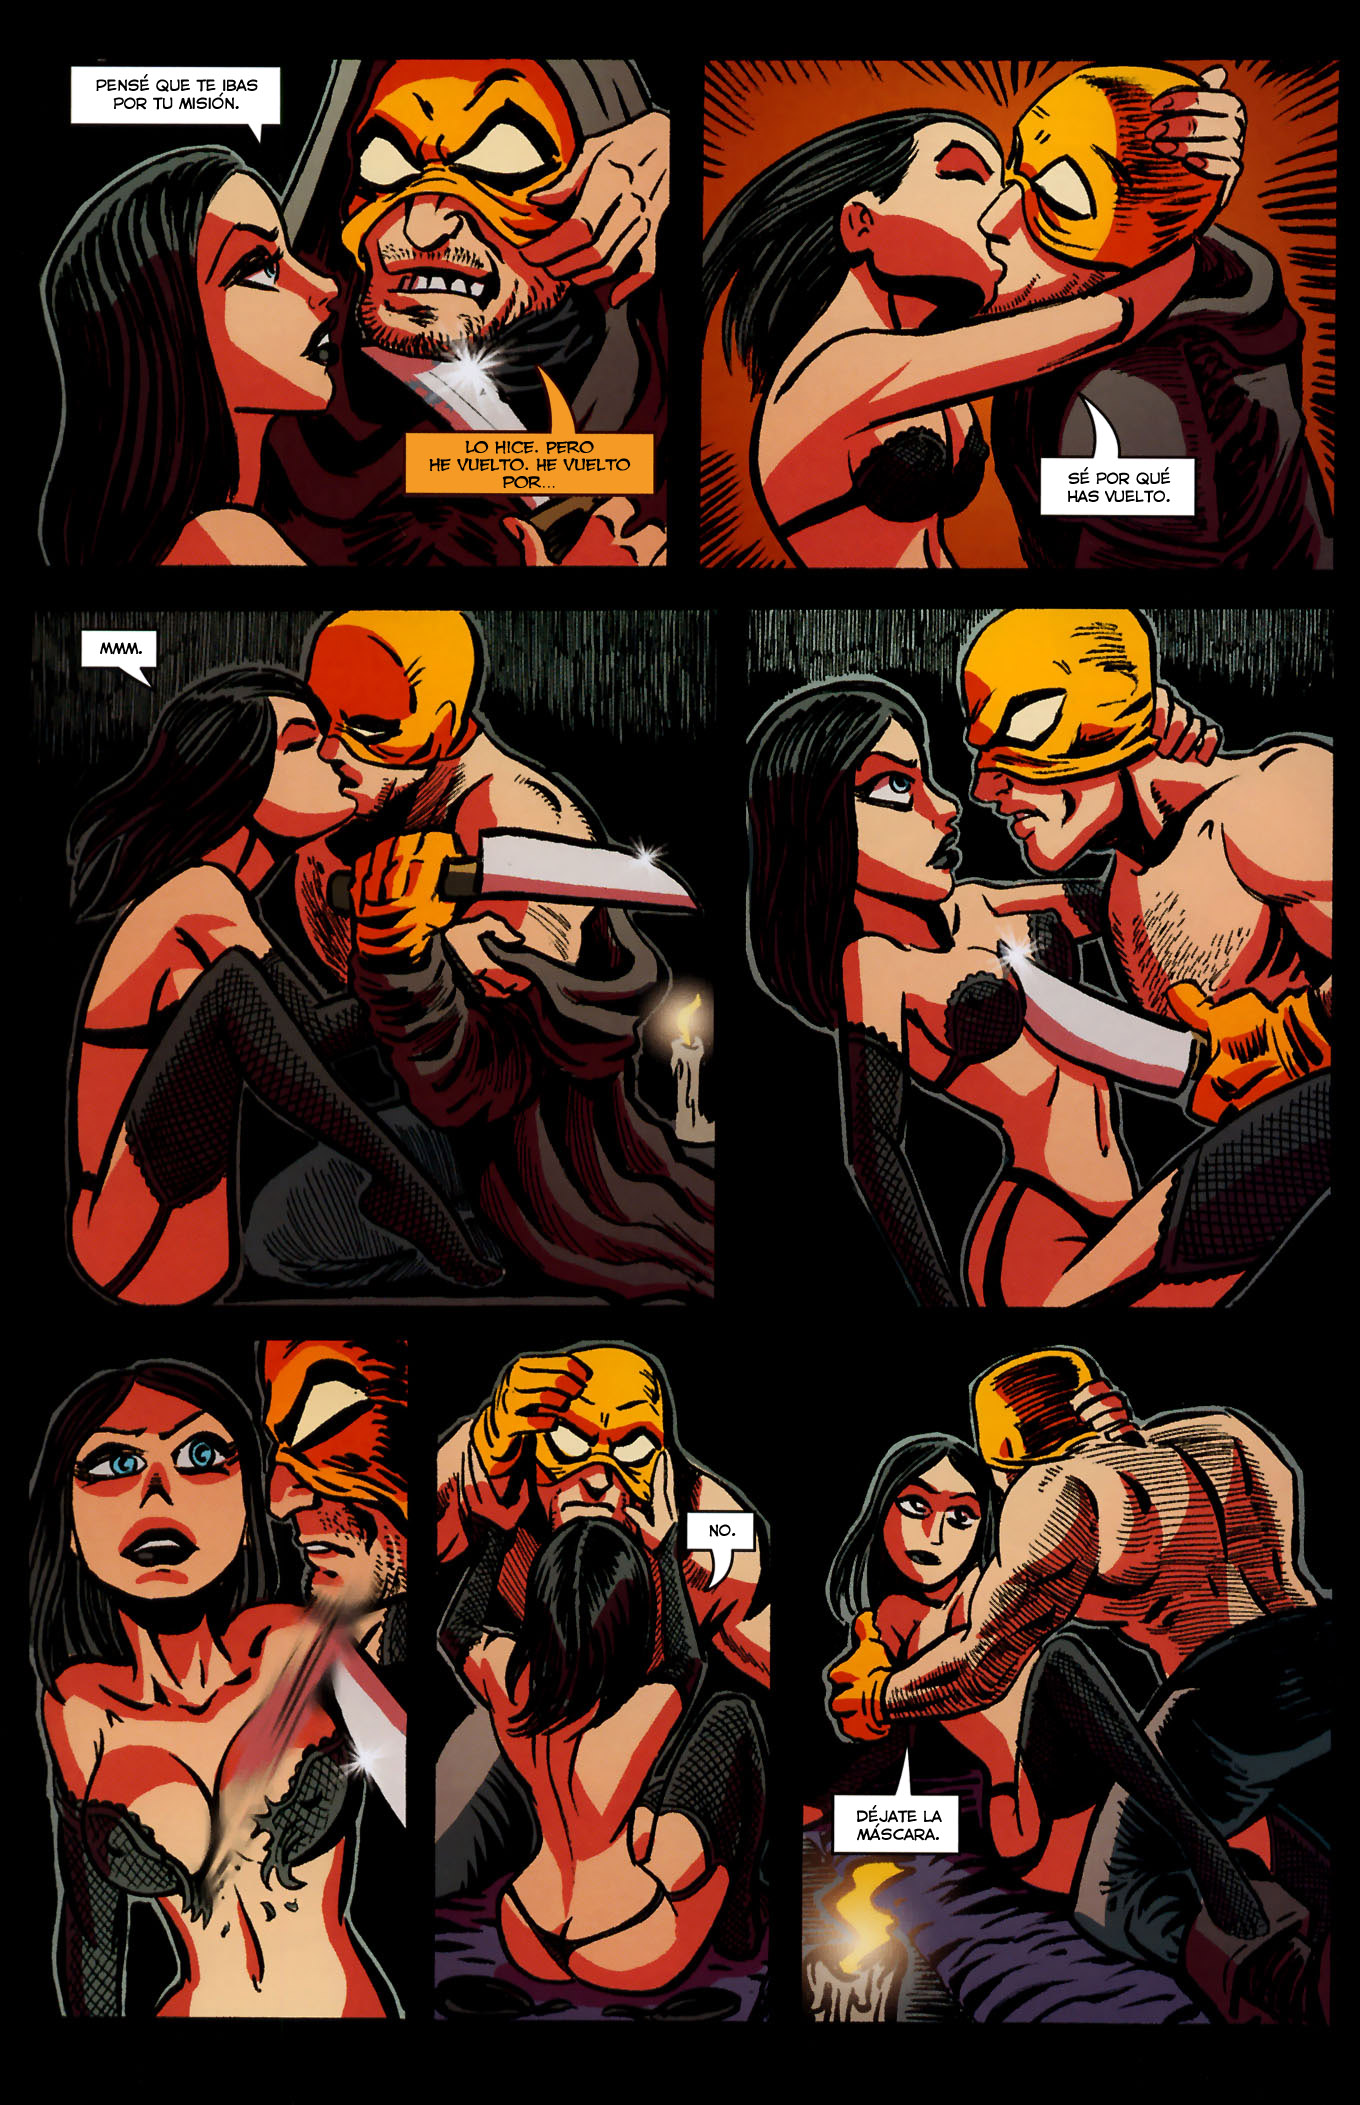 PENSÉ QUE TE IBAS
POR TU MISIÓN.
LO HICE. PERO
HE VUELTO. HE VUELTO
POR...
SÉ POR QUÉ
HAS VUELTO.
MMM.
NO.
DÉJATE LA
MÁSCARA.